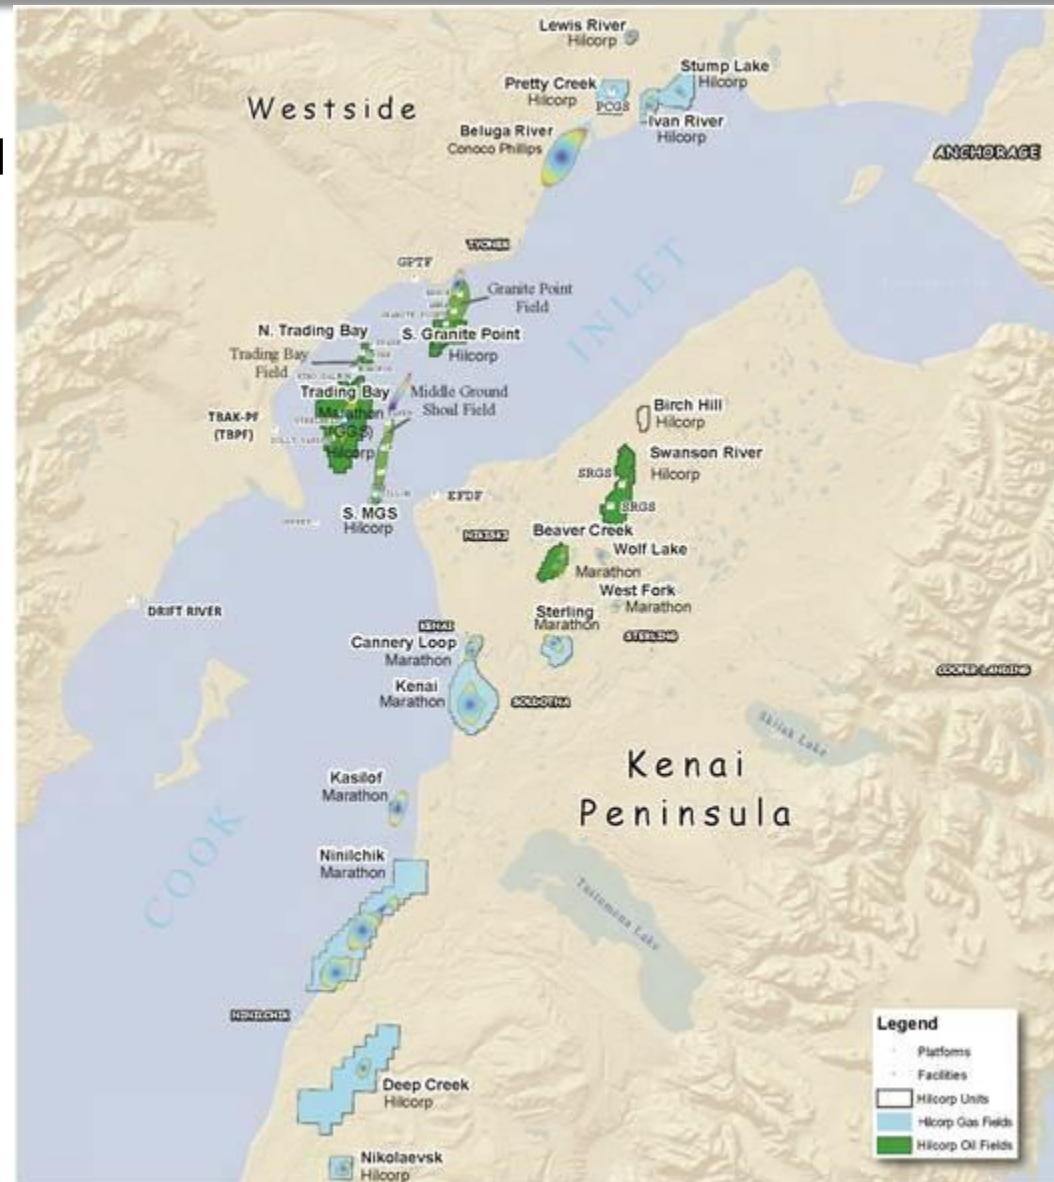 Lewis River
Hilcorp
Stump Lake
Hilcorp
Pretty Creek
Hilcorp
PCGS
Westside
Ivan River
Hilcorp
Beluga River
Conoco Phillips
ANCHORAGE
TYONEK
GPTF
Granite Point
Field
INLET
N. Trading Bay
S. Granite Point
Hilcorp
Trading Bay
Field
Trading Bay
Marathon
(GGS)
Hilcorp
Middle Ground
Shoal Field
TBAK-PF
(TBPF)
Birch Hill
Hilcorp
Swanson River
Hilcorp
SRGS
SRGS
EFDF
S. MGS
Hilcorp
NIKISKI
Beaver Creek
Wolf Lake
Marathon
West Fork
Marathon
DRIFT RIVER
Sterling
Marathon
STERLING
KENAI
Cannery Loop
Marathon
COOPER LANDING
Kenai
Marathon
SOLDOTNA
Skilak Lake
Kenai
Peninsula
Kasilof
Marathon
COOK
Ninilchik
Marathon
Tustumena Lake
NINILCHIK
Deep Creek
Hilcorp
Nikolaevsk
Hilcorp
Legend
Platforms
Facilities
Hilcorp Units
Hilcorp Gas Fields
Hilcorp Oil Fields